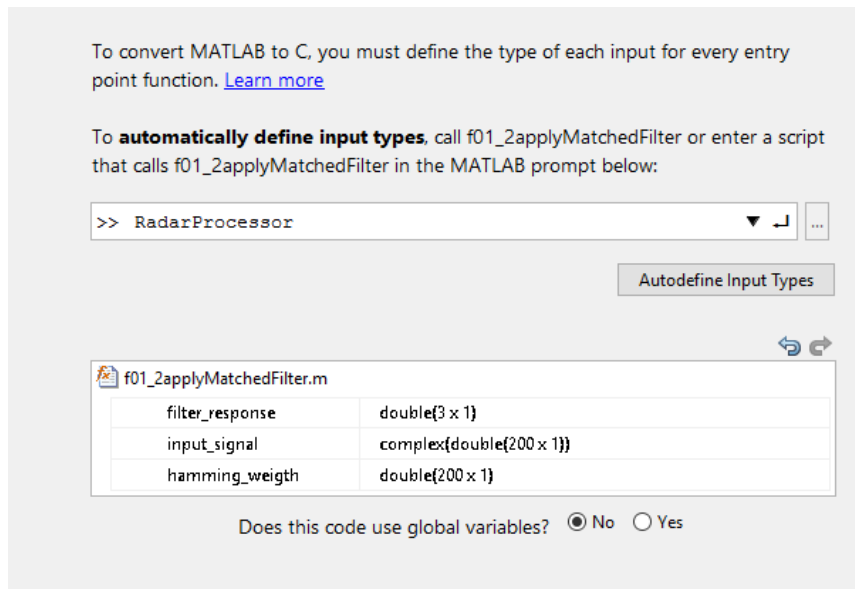 To convert MATLAB to C, you must define the type of each input for every entry
point function. Learn more
To automatically define input types, call f01_2applyMatchedFilter or enter a script
that calls f01_2applyMatchedFilter in the MATLAB prompt below:
>> RadarProcessor ...
Autodefine Input Types
f01_2applyMatchedFilter.m
filter_response double(3 x 1)
input_signal complex(double(200 x 1))
hamming_weigth double(200 x 1)
Does this code use global variables? No Yes